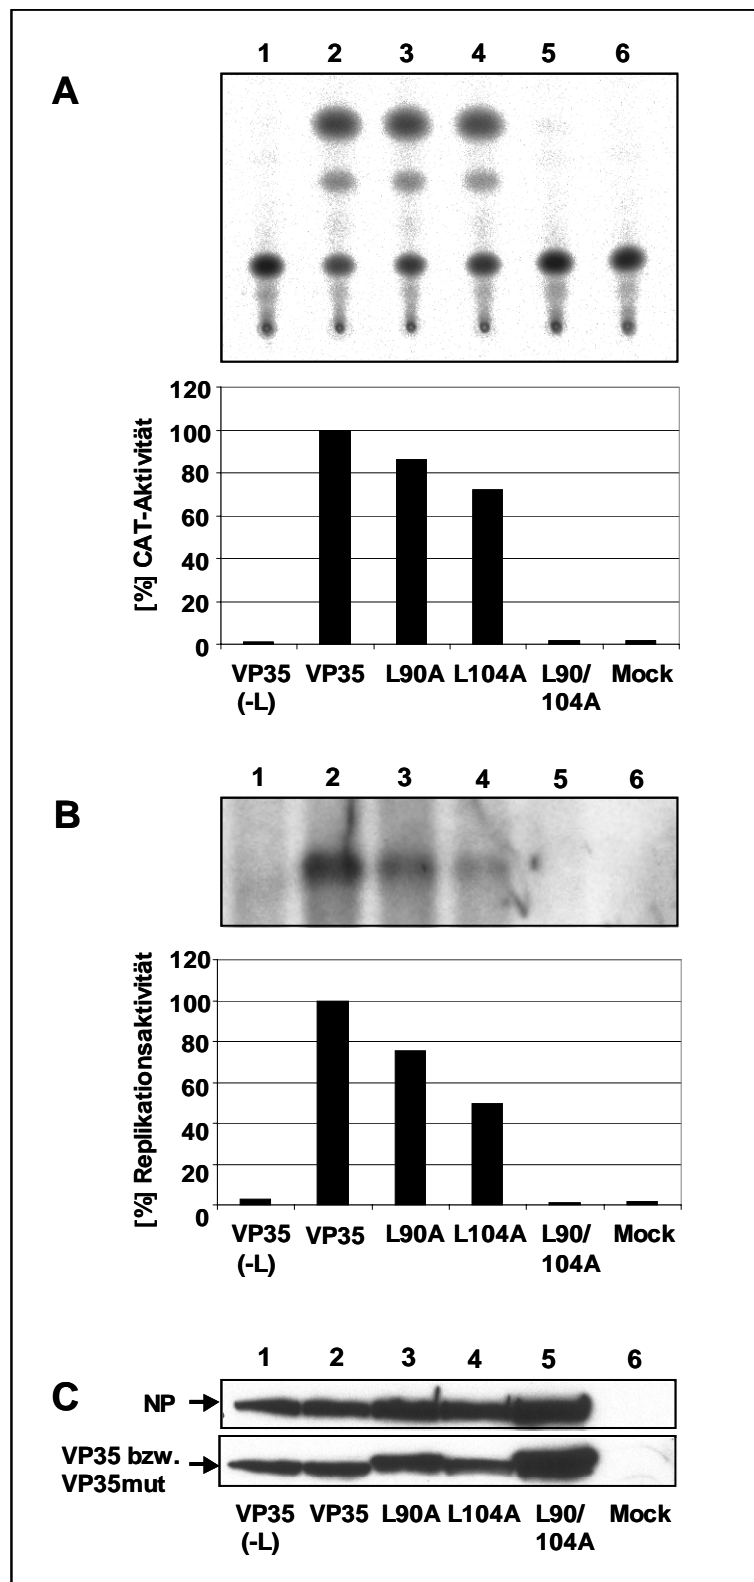 1 2 3 4 5 6
A
120
100
80
60
40
20
0
[%] CAT-Aktivität
VP35 VP35 L90A L104A L90/ Mock
(-L) 104A
1 2 3 4 5 6
B
120
100
80
60
40
20
0
[%] Replikationsaktivität
VP35 VP35 L90A L104A L90/ Mock
(-L) 104A
1 2 3 4 5 6
C NP
VP35 bzw.
VP35mut
VP35 VP35 L90A L104A L90/ Mock
(-L) 104A